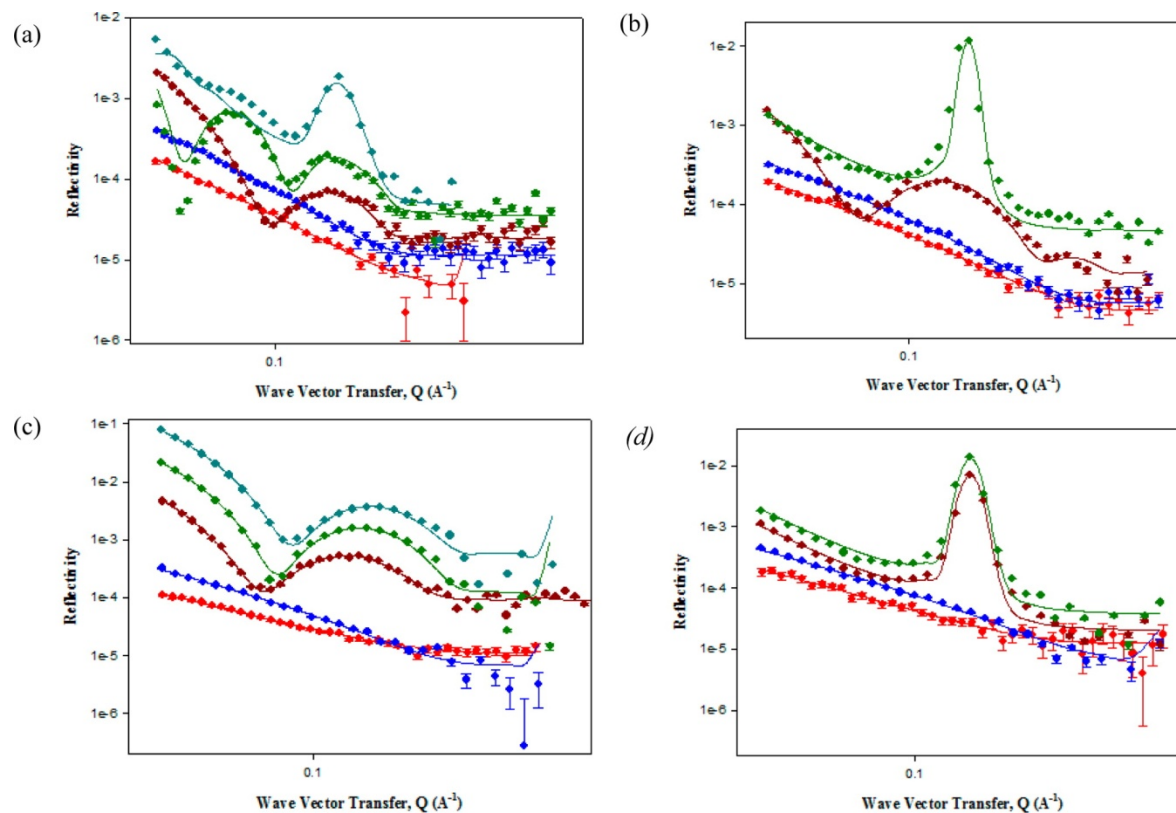 (a)
1e-2
1e-3
1e-4
1e-5
1e-6
Reflectivity
0.1
Wave Vector Transfer, Q (A⁻¹)
(b)
1e-2
1e-3
1e-4
1e-5
Reflectivity
0.1
Wave Vector Transfer, Q (A⁻¹)
(c)
1e-1
1e-2
1e-3
1e-4
1e-5
1e-6
Reflectivity
0.1
Wave Vector Transfer, Q (A⁻¹)
(d)
1e-2
1e-3
1e-4
1e-5
1e-6
Reflectivity
0.1
Wave Vector Transfer, Q (A⁻¹)